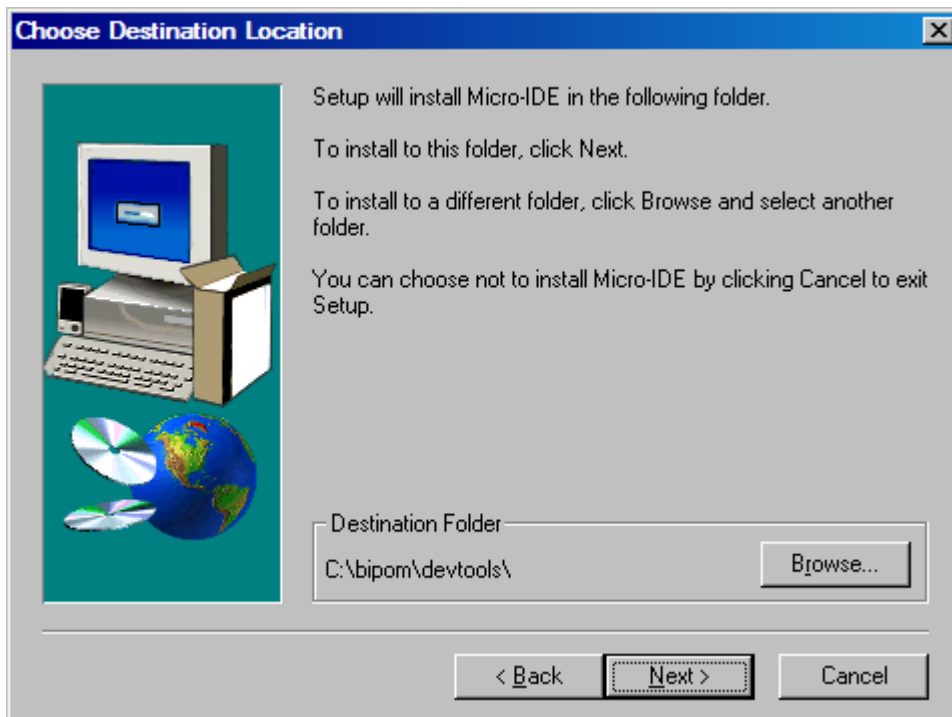 Choose Destination Location
Setup will install Micro-IDE in the following folder.
To install to this folder, click Next.
To install to a different folder, click Browse and select another
folder.
You can choose not to install Micro-IDE by clicking Cancel to exit
Setup.
Destination Folder
C:\bipom\devtools\
Browse...
< Back
Next >
Cancel